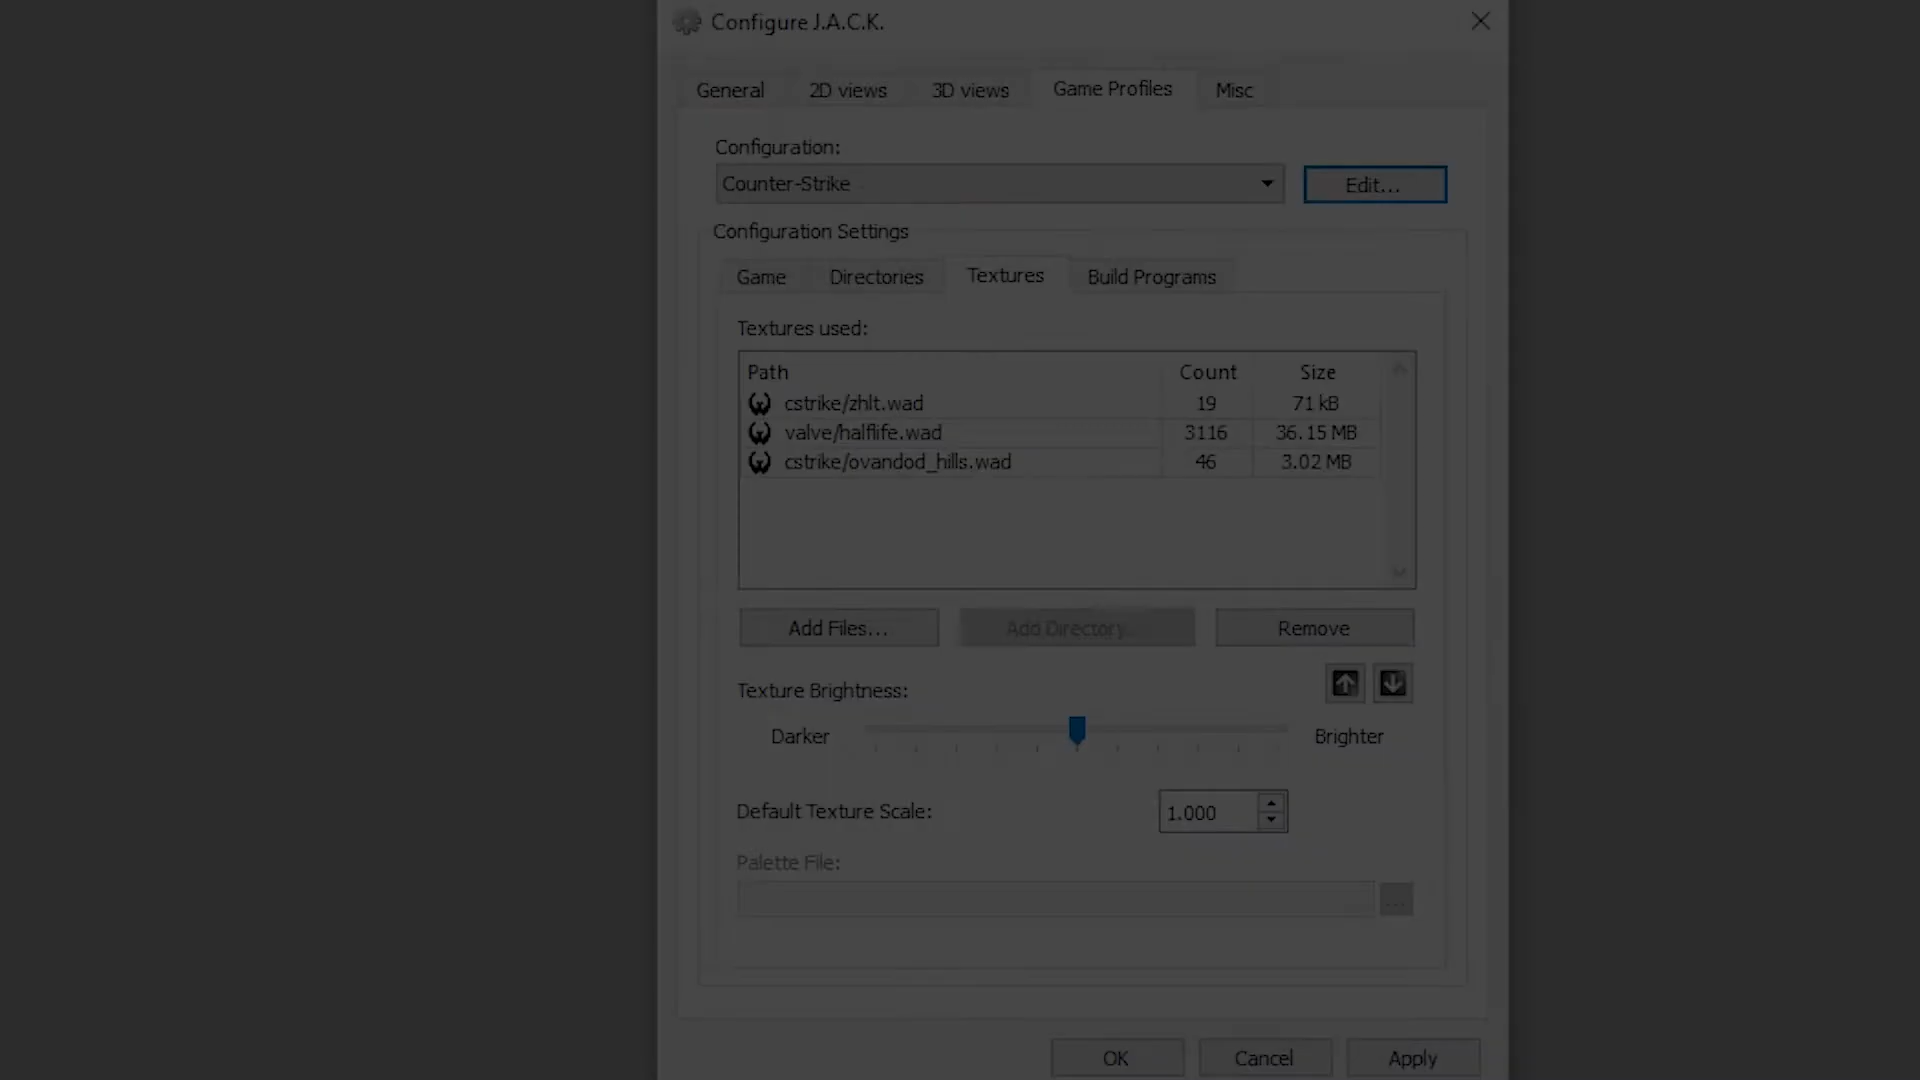 Configure J.A.C.K.
General 2D views 3D views Game Profiles Misc
Configuration:
Counter-Strike Edit...
Configuration Settings
Game Directories Textures Build Programs
Textures used:
Path Count Size
cstrike/zhlt.wad 19 71 kB
valve/halflife.wad 3116 36.15 MB
cstrike/ovandod_hills.wad 46 3.02 MB
Add Files... Add Directory... Remove
Texture Brightness:
Darker Brighter
Default Texture Scale: 1.000
Palette File:
...
OK Cancel Apply